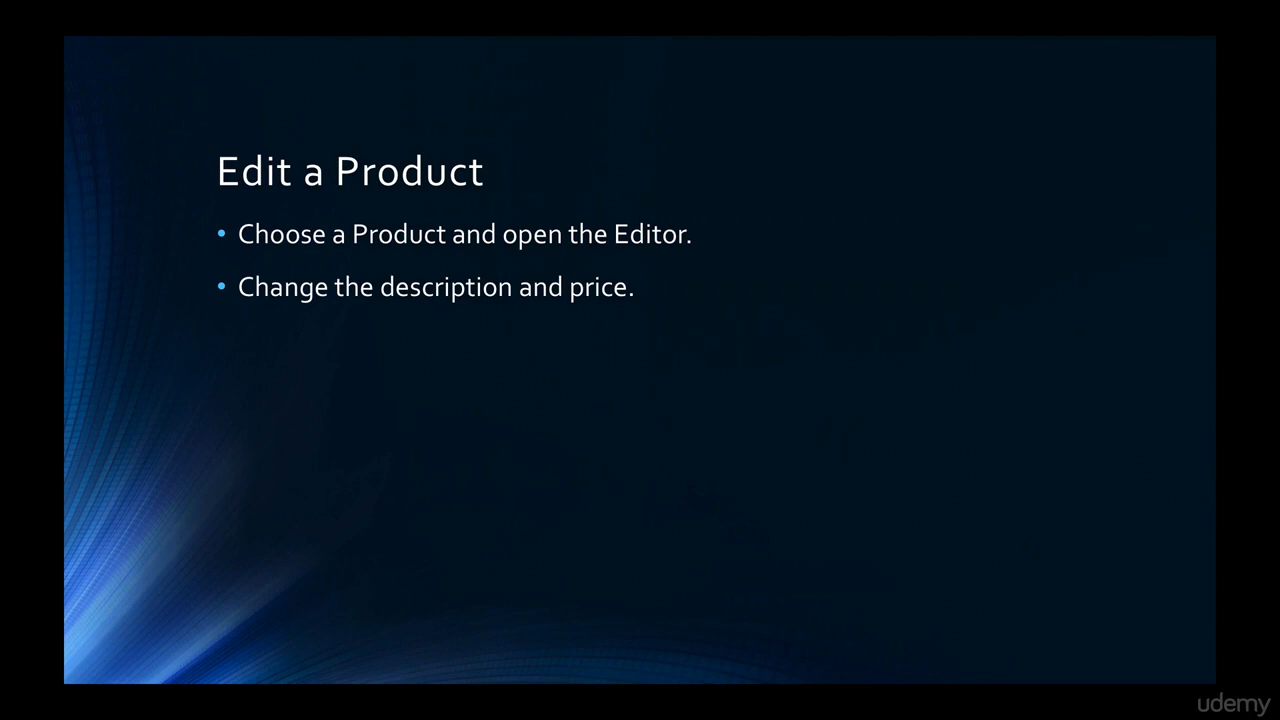 Edit a Product
• Choose a Product and open the Editor.
• Change the description and price.
udemy